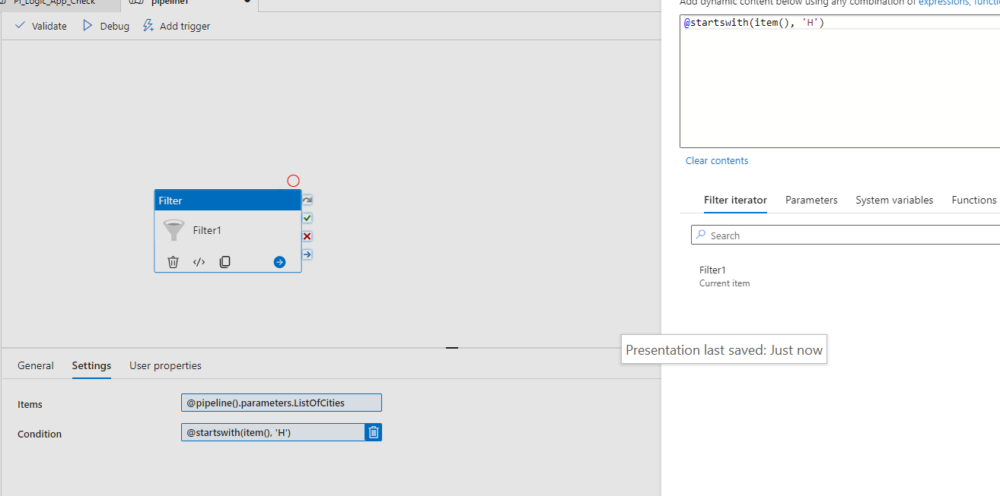 Pl_Logic_App_Check
pipeline1
Validate
Debug
Add trigger
Filter
Filter1
General
Settings
User properties
Items
@pipeline().parameters.ListOfCities
Condition
@startswith(item(), 'H')
Add dynamic content below using any combination of expressions, functi
@startswith(item(), 'H')
Clear contents
Filter iterator
Parameters
System variables
Functions
Search
Filter1
Current item
Presentation last saved: Just now